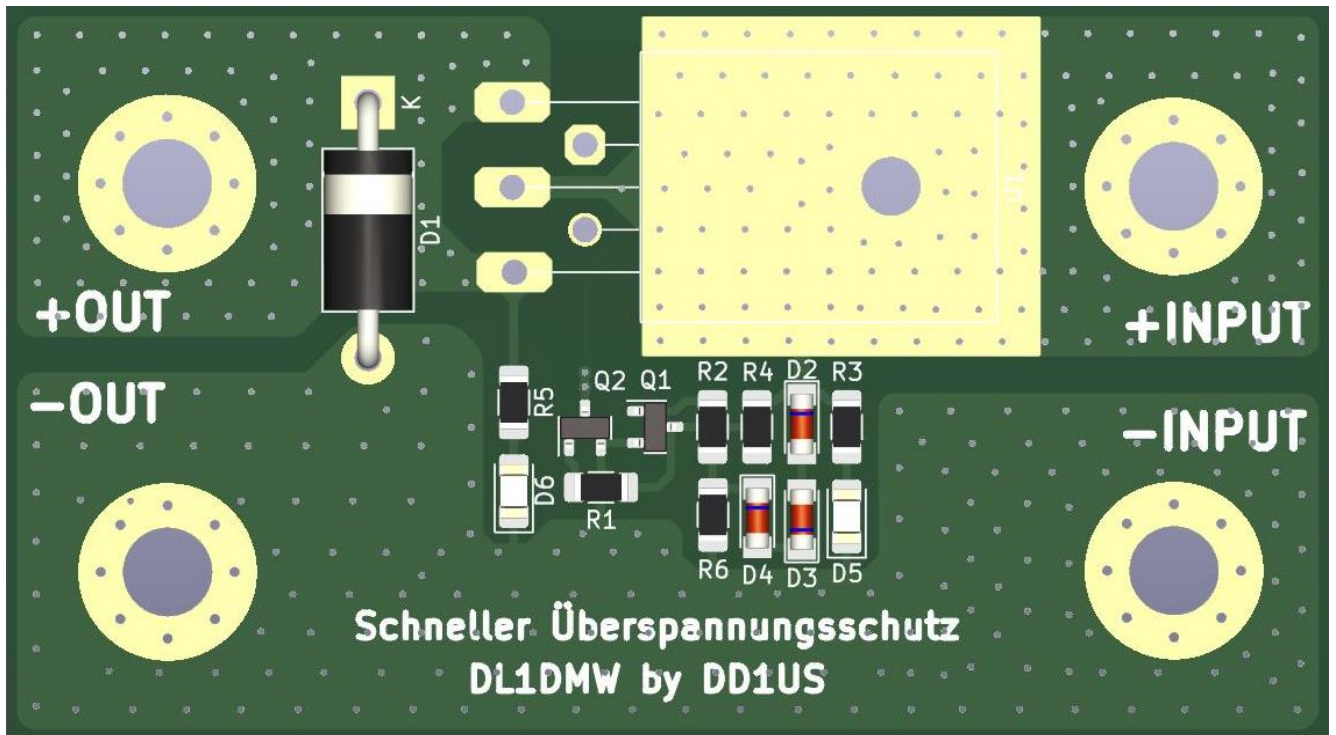 K
D1
U1
+OUT
+INPUT
-OUT
-INPUT
R5
Q2
Q1
R2
R4
D2
R3
D6
R1
R6
D4
D3
D5
Schneller Überspannungsschutz
DL1DMW by DD1US